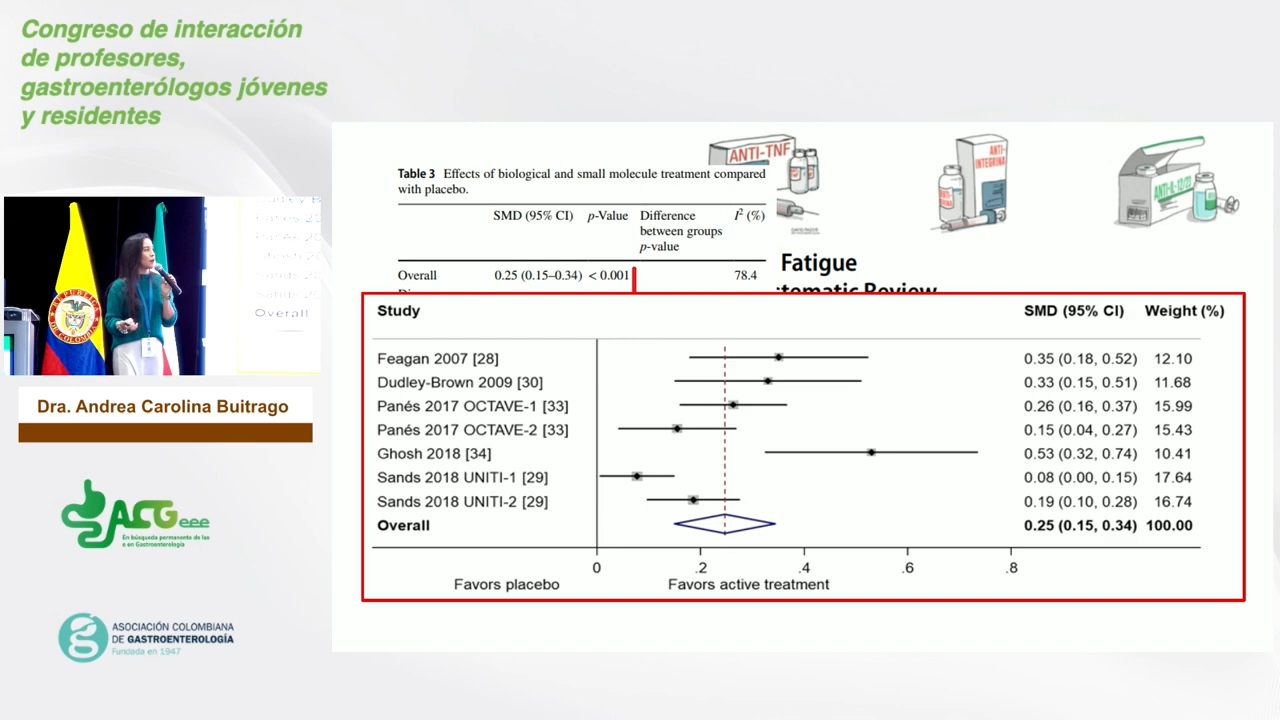 Congreso de interacción
de profesores,
gastroenterólogos jóvenes
y residentes
REPUBLICA
DE COLOMBIA
Overall
Dra. Andrea Carolina Buitrago
ACGeee
En búsqueda permanente de las
e en Gastroenterología
ASOCIACIÓN COLOMBIANA
DE GASTROENTEROLOGÍA
Fundada en 1947
ANTI-TNF
ANTI-
INTEGRINA
ANTI-IL-12/23
Table 3 Effects of biological and small molecule treatment compared
with placebo.
SMD (95% CI) p-Value Difference between groups p-value I² (%)
Overall 0.25 (0.15–0.34) < 0.001 78.4
Fatigue
tematic Review
Study SMD (95% CI) Weight (%)
Feagan 2007 [28] 0.35 (0.18, 0.52) 12.10
Dudley-Brown 2009 [30] 0.33 (0.15, 0.51) 11.68
Panés 2017 OCTAVE-1 [33] 0.26 (0.16, 0.37) 15.99
Panés 2017 OCTAVE-2 [33] 0.15 (0.04, 0.27) 15.43
Ghosh 2018 [34] 0.53 (0.32, 0.74) 10.41
Sands 2018 UNITI-1 [29] 0.08 (0.00, 0.15) 17.64
Sands 2018 UNITI-2 [29] 0.19 (0.10, 0.28) 16.74
Overall 0.25 (0.15, 0.34) 100.00
0 .2 .4 .6 .8
Favors placebo Favors active treatment